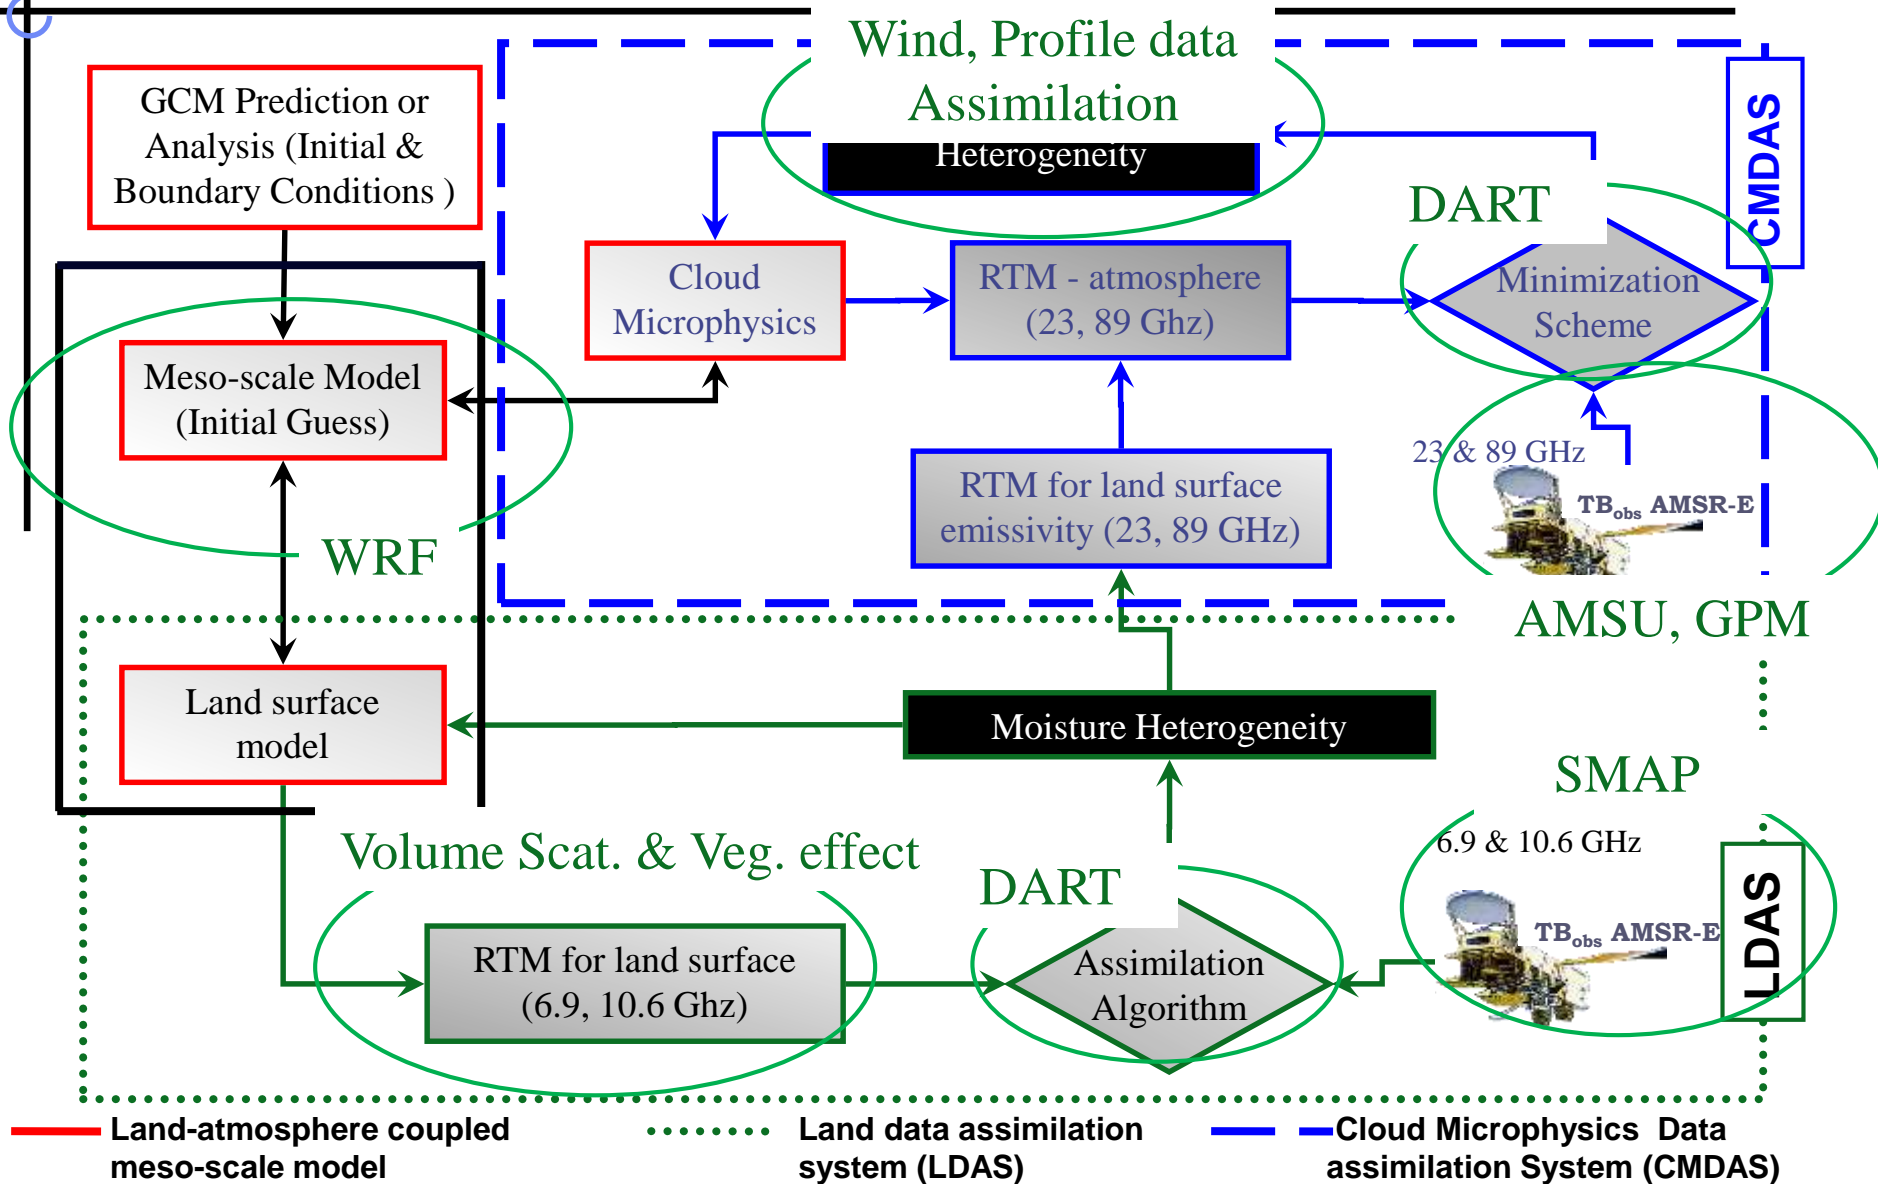 Wind, Profile data
Assimilation
Heterogeneity
GCM Prediction or
Analysis (Initial &
Boundary Conditions )
CMDAS
DART
Cloud
Microphysics
RTM - atmosphere
(23, 89 Ghz)
Minimization
Scheme
Meso-scale Model
(Initial Guess)
23 & 89 GHz
TBobs AMSR-E
RTM for land surface
emissivity (23, 89 GHz)
WRF
AMSU, GPM
Land surface
model
Moisture Heterogeneity
SMAP
6.9 & 10.6 GHz
Volume Scat. & Veg. effect
DART
LDAS
TBobs AMSR-E
RTM for land surface
(6.9, 10.6 Ghz)
Assimilation
Algorithm
Land-atmosphere coupled
meso-scale model
Land data assimilation
system (LDAS)
Cloud Microphysics Data
assimilation System (CMDAS)